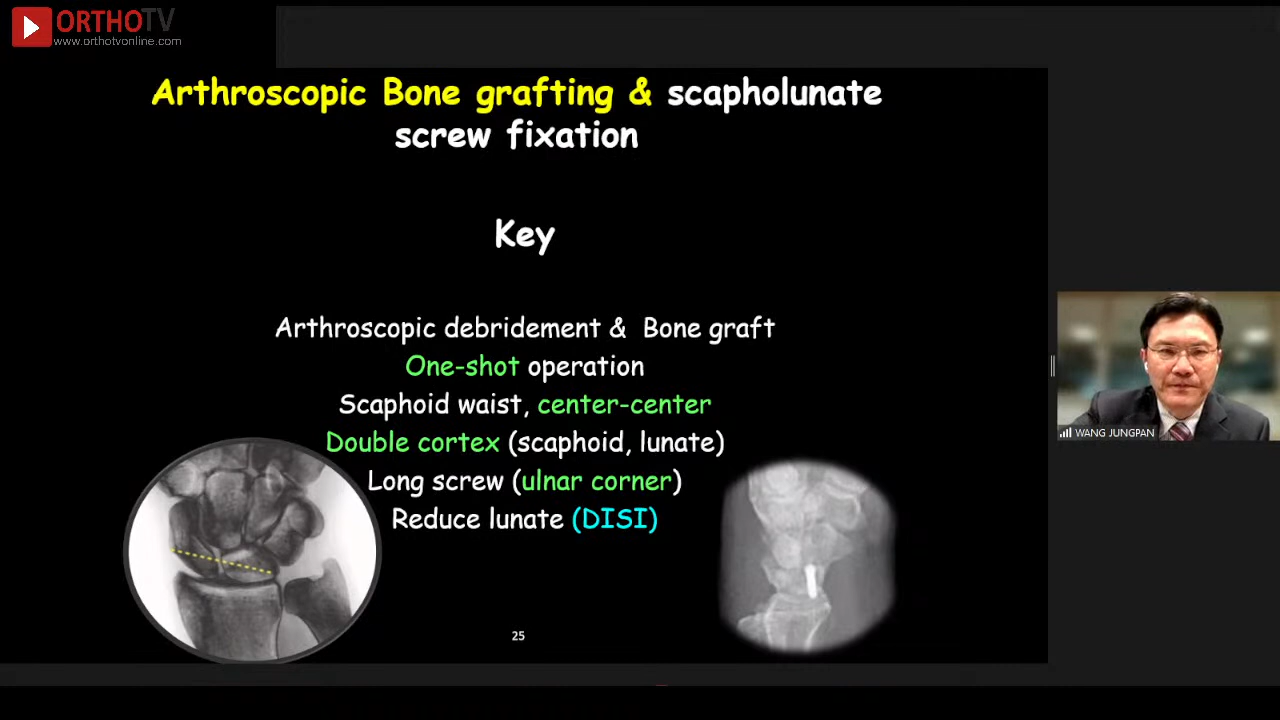 ORTHOTV
www.orthotvonline.com
Arthroscopic Bone grafting & scapholunate
screw fixation
Key
Arthroscopic debridement & Bone graft
One-shot operation
Scaphoid waist, center-center
Double cortex (scaphoid, lunate)
Long screw (ulnar corner)
Reduce lunate (DISI)
25
WANG JUNGPAN